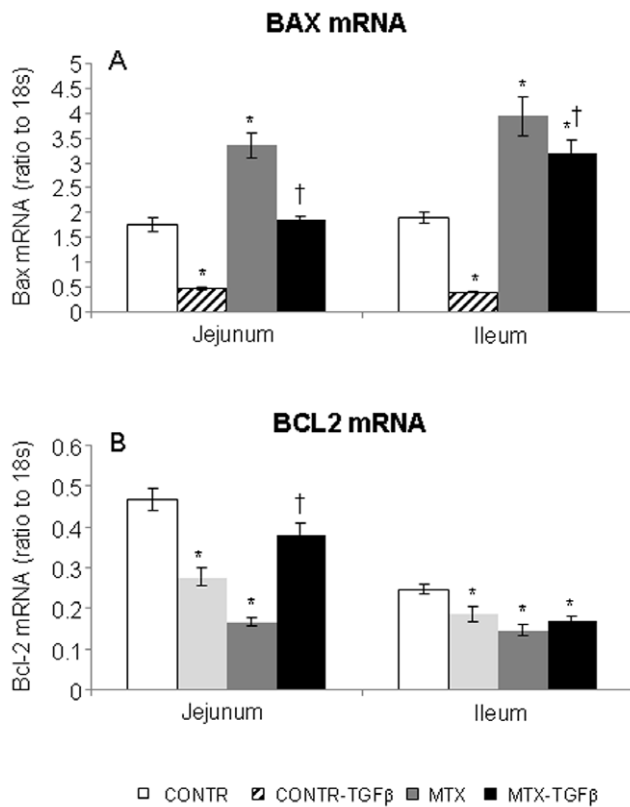 BAX mRNA
A
Bax mRNA (ratio to 18s)
5
4.5
4
3.5
3
2.5
2
1.5
1
0.5
0
*
*
†
*
*
*†
Jejunum
Ileum
BCL2 mRNA
B
Bcl-2 mRNA (ratio to 18s)
0.6
0.5
0.4
0.3
0.2
0.1
0
*
*
†
*
*
*
Jejunum
Ileum
CONTR CONTR-TGFβ MTX MTX-TGFβ